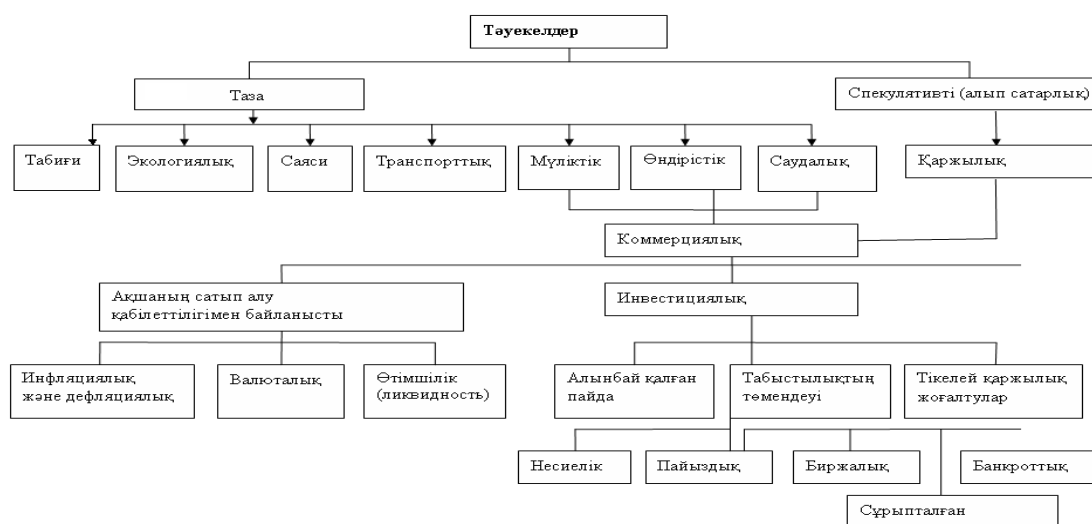 Тәуекелдер
Таза
Спекулятивті (алып сатарлық)
Табиғи
Экологиялық
Саяси
Транспорттық
Мүліктік
Өндірістік
Саудалық
Қаржылық
Коммерциялық
Ақшаның сатып алу
қабілеттілігімен байланысты
Инвестициялық
Инфляциялық
және дефляциялық
Валюталық
Өтімшілік
(ликвидность)
Алынбай қалған
пайда
Табыстылықтың
төмендеуі
Тікелей қаржылық
жоғалтулар
Несиелік
Пайыздық
Биржалық
Банкроттық
Сұрыпталған